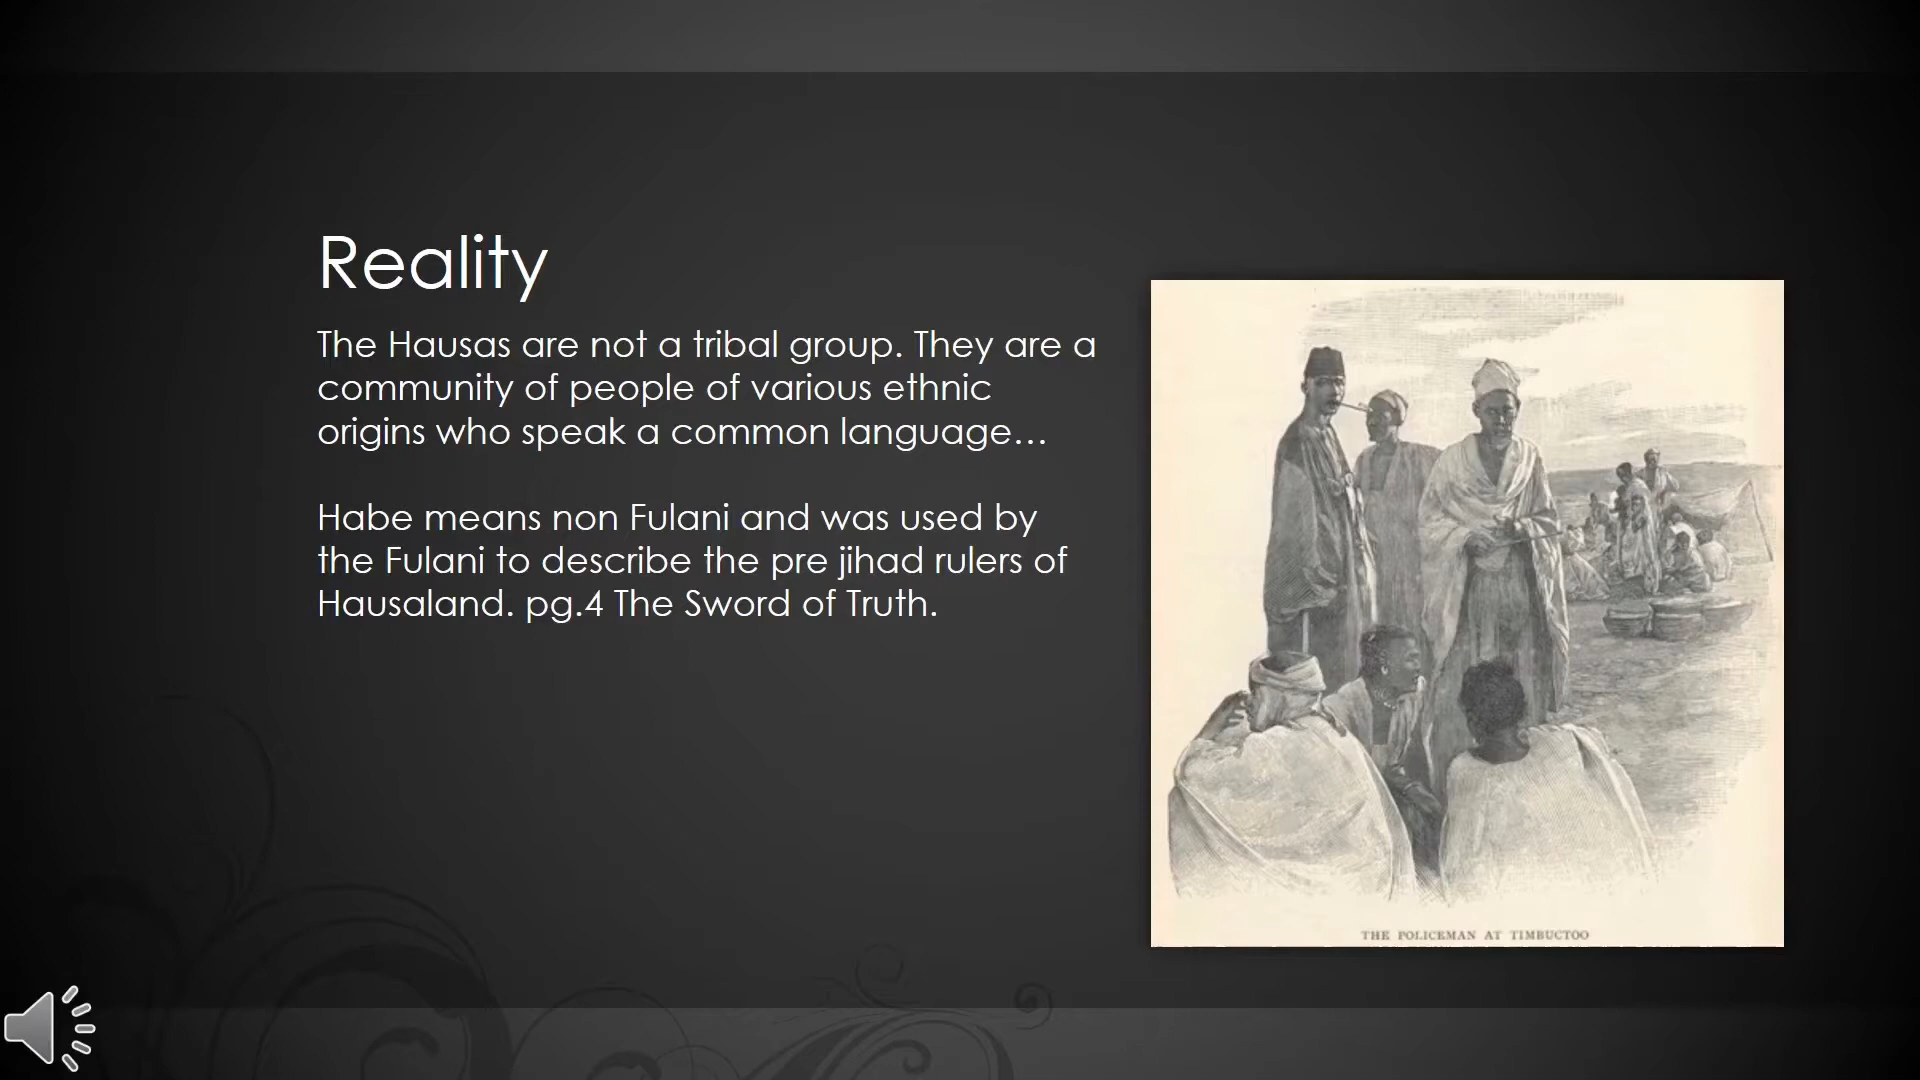 Reality
The Hausas are not a tribal group. They are a
community of people of various ethnic
origins who speak a common language…
Habe means non Fulani and was used by
the Fulani to describe the pre jihad rulers of
Hausaland. pg.4 The Sword of Truth.
THE POLICEMAN AT TIMBUCTOO